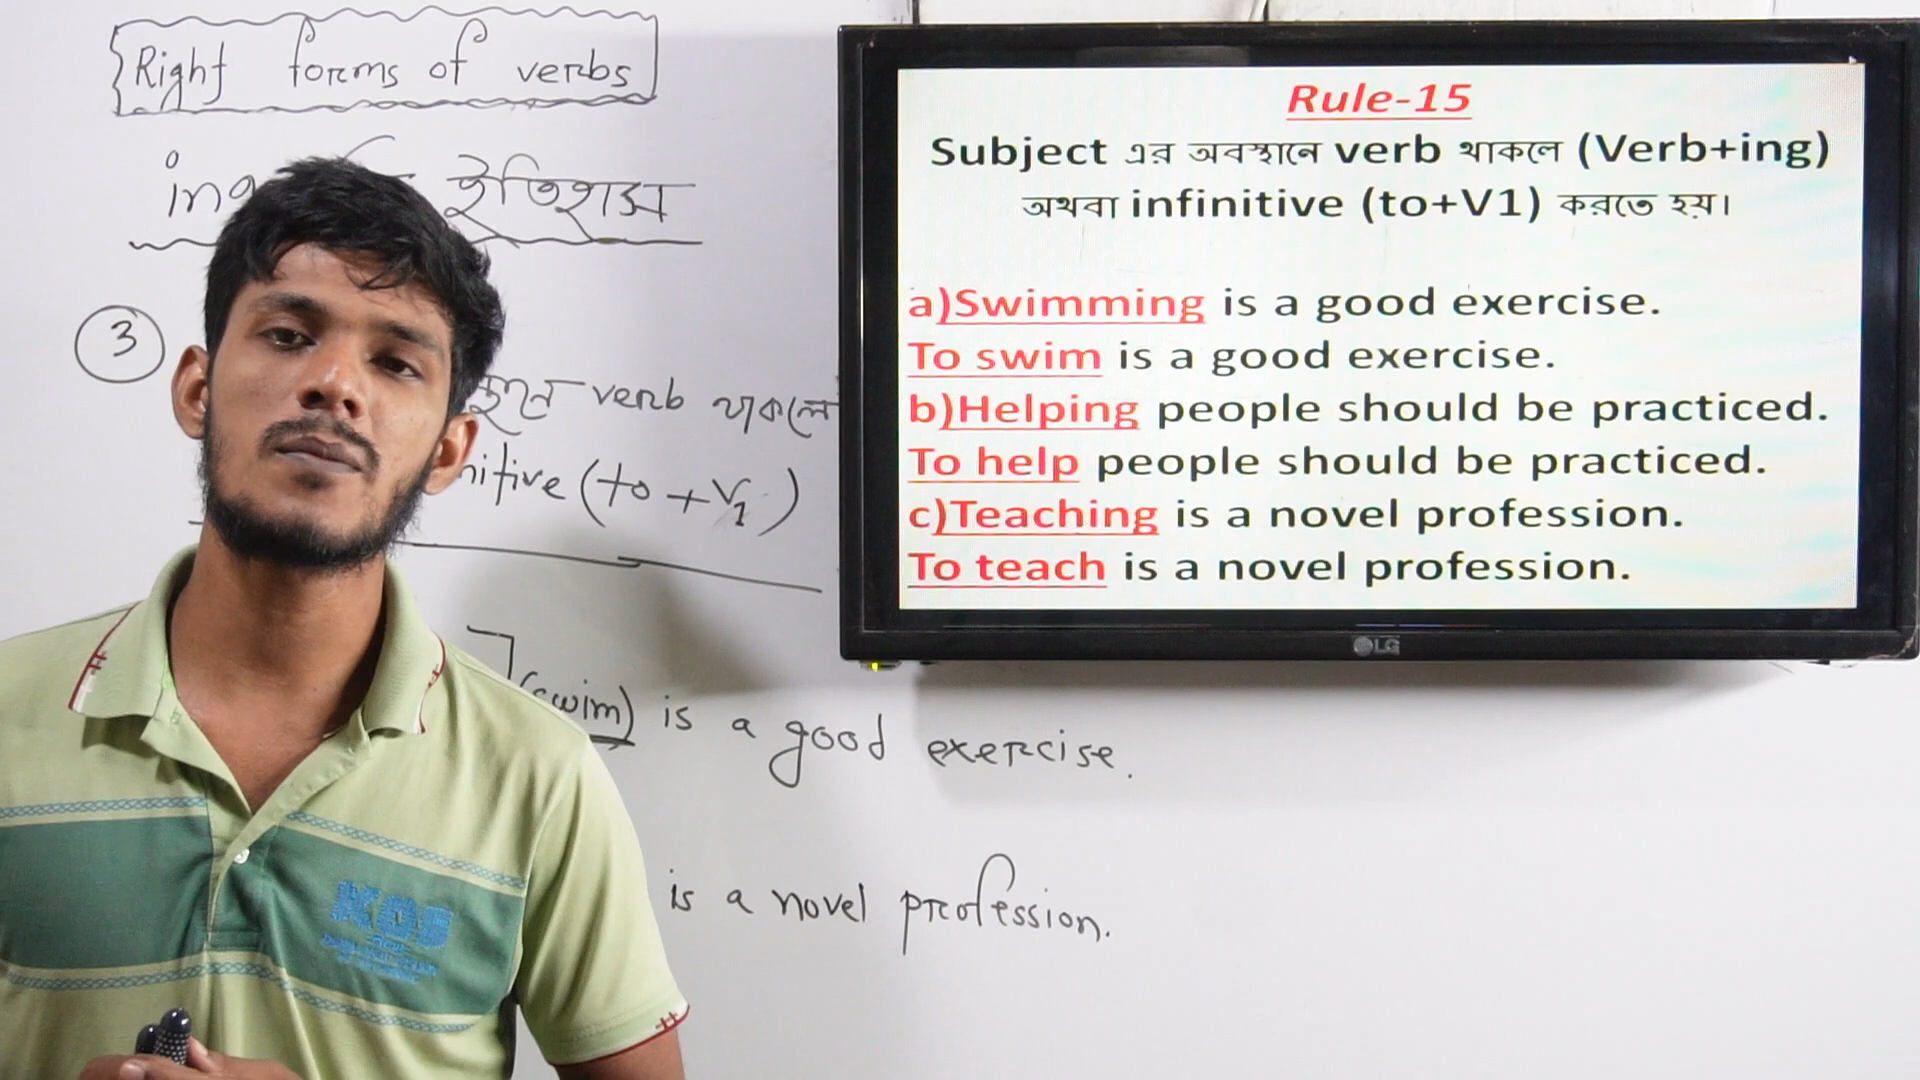 Right forms of verbs
ing ইতিহাস
3
verb থাকলে
nitive (to + V1)
(swim) is a good exercise.
is a novel profession.
Rule-15
Subject এর অবস্থানে verb থাকলে (Verb+ing)
অথবা infinitive (to+V1) করতে হয়।
a)Swimming is a good exercise.
To swim is a good exercise.
b)Helping people should be practiced.
To help people should be practiced.
c)Teaching is a novel profession.
To teach is a novel profession.
LG